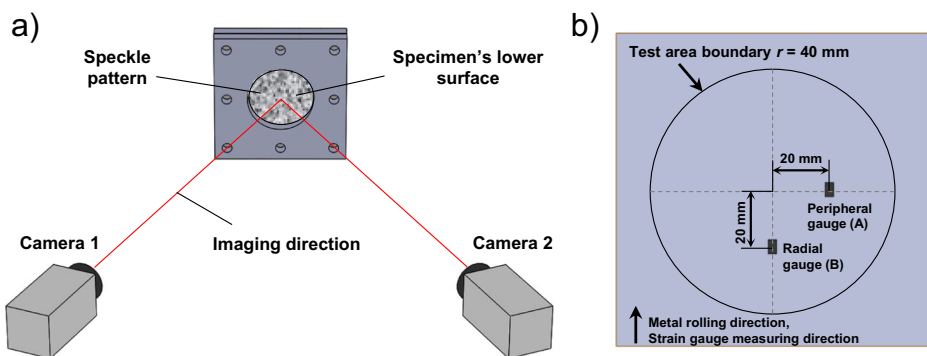 a)
Speckle
pattern
Specimen's lower
surface
Camera 1
Imaging direction
Camera 2
b)
Test area boundary r = 40 mm
20 mm
20 mm
Peripheral
gauge (A)
Radial
gauge (B)
Metal rolling direction,
Strain gauge measuring direction